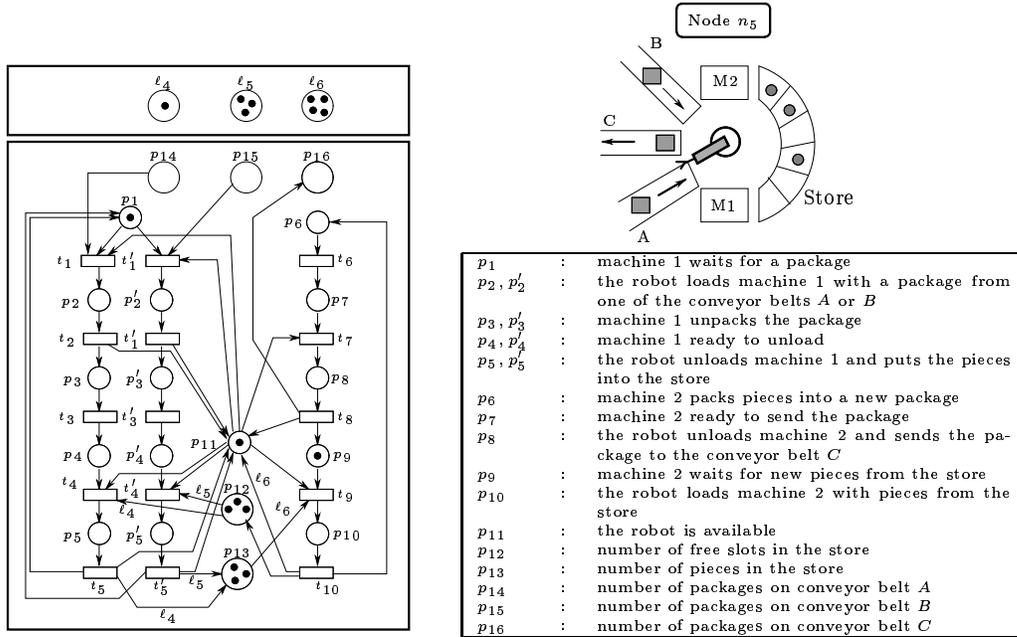 Node n₅
B
M2
C
M1
Store
A
ℓ₄ ℓ₅ ℓ₆
p14 p15 p16
p1
p₆
t₁ t′₁ t₆
p₂ p′₂ p₇
t₂ t′₁ t₇
p₃ p′₃ p₈
t₃ t′₃ t₈
p₁₁
p₄ p′₄ p₉
t₄ t′₄ ℓ₅ p12 ℓ₆ t₉
ℓ₄ ℓ₆
p₅ p′₅ p10
p13
t₅ t′₅ ℓ₅ t₁₀
ℓ₄
p₁ : machine 1 waits for a package
p₂, p′₂ : the robot loads machine 1 with a package from
one of the conveyor belts A or B
p₃, p′₃ : machine 1 unpacks the package
p₄, p′₄ : machine 1 ready to unload
p₅, p′₅ : the robot unloads machine 1 and puts the pieces
into the store
p₆ : machine 2 packs pieces into a new package
p₇ : machine 2 ready to send the package
p₈ : the robot unloads machine 2 and sends the pa-
ckage to the conveyor belt C
p₉ : machine 2 waits for new pieces from the store
p₁₀ : the robot loads machine 2 with pieces from the
store
p₁₁ : the robot is available
p₁₂ : number of free slots in the store
p₁₃ : number of pieces in the store
p₁₄ : number of packages on conveyor belt A
p₁₅ : number of packages on conveyor belt B
p₁₆ : number of packages on conveyor belt C